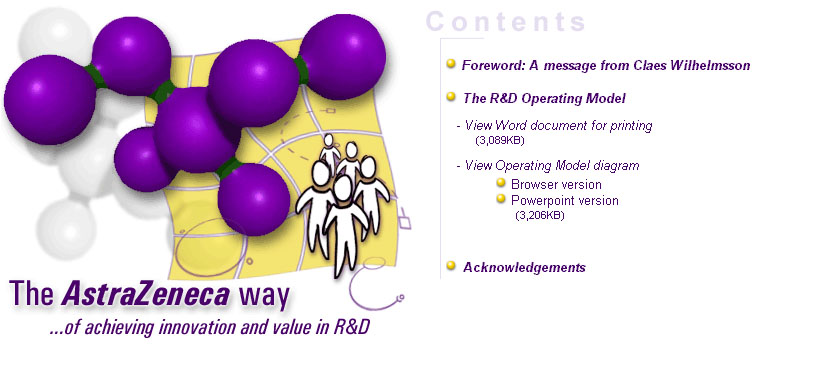 Contents
Foreword: A message from Claes Wilhelmsson
The R&D Operating Model
- View Word document for printing
(3,089KB)
- View Operating Model diagram
Browser version
Powerpoint version
(3,206KB)
Acknowledgements
The AstraZeneca way
...of achieving innovation and value in R&D